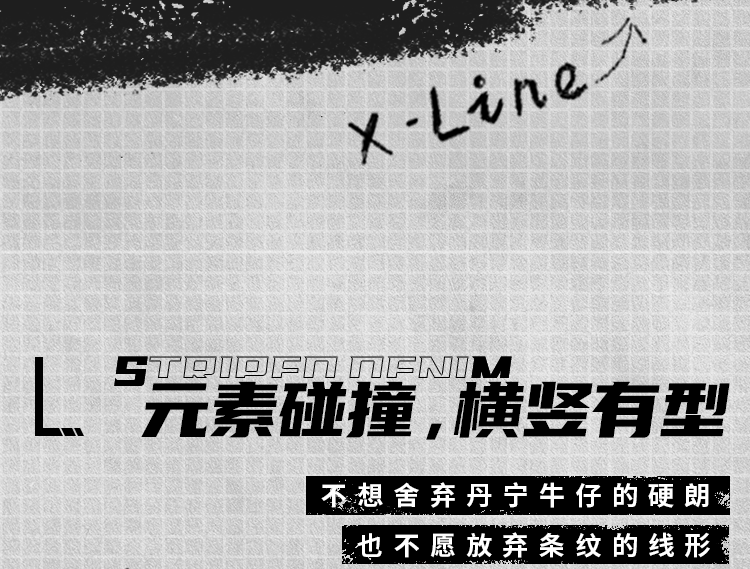 X-Line
STRIPED DENIM
元素碰撞,横竖有型
不想舍弃丹宁牛仔的硬朗
也不愿放弃条纹的线形